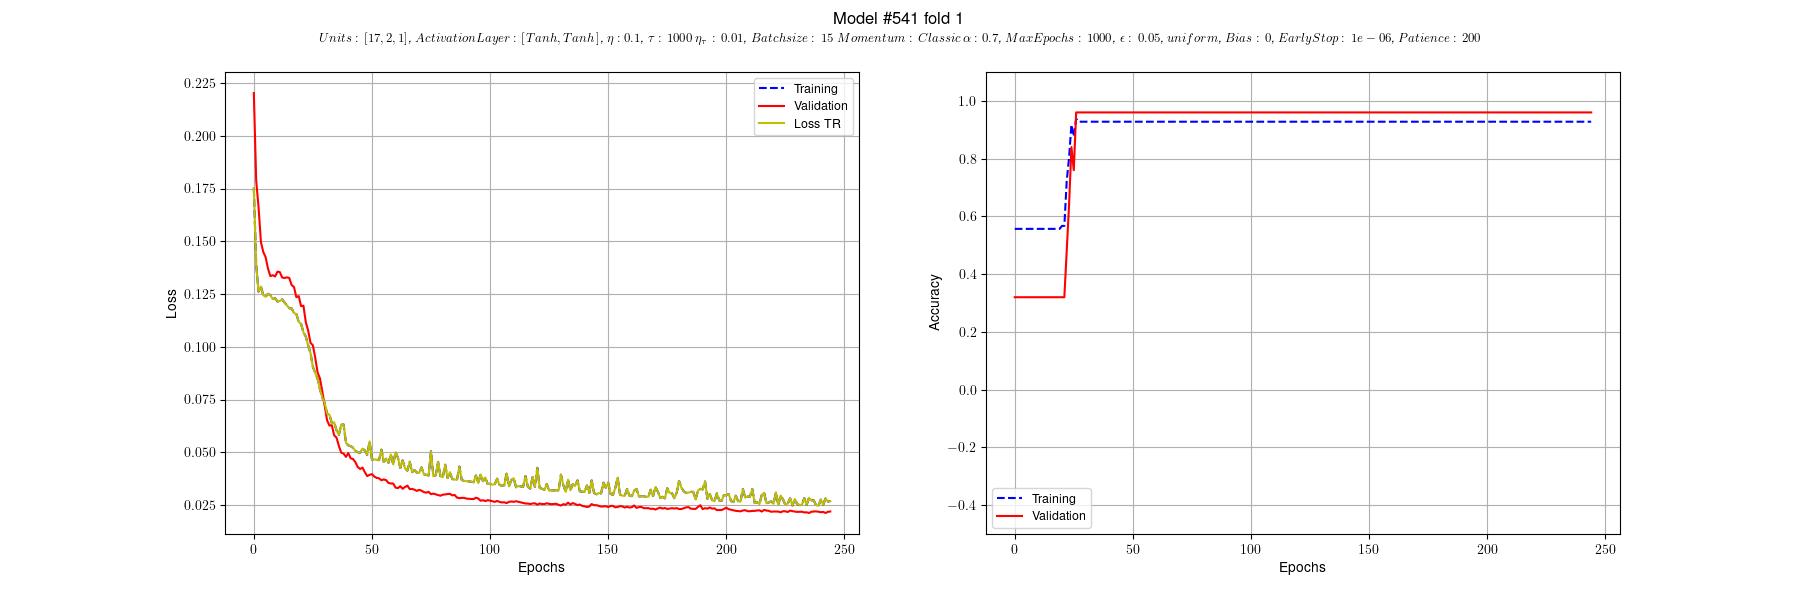 Model #541 fold 1
Units : [17, 2, 1], ActivationLayer : [Tanh, Tanh], η : 0.1, τ : 1000 ητ : 0.01, Batchsize : 15 Momentum : Classic α : 0.7, MaxEpochs : 1000, ϵ : 0.05, uniform, Bias : 0, EarlyStop : 1e − 06, Patience : 200
0.225
0.200
0.175
0.150
0.125
0.100
0.075
0.050
0.025
Loss
Training
Validation
Loss TR
0 50 100 150 200 250
Epochs
1.0
0.8
0.6
0.4
0.2
0.0
−0.2
−0.4
Accuracy
Training
Validation
0 50 100 150 200 250
Epochs